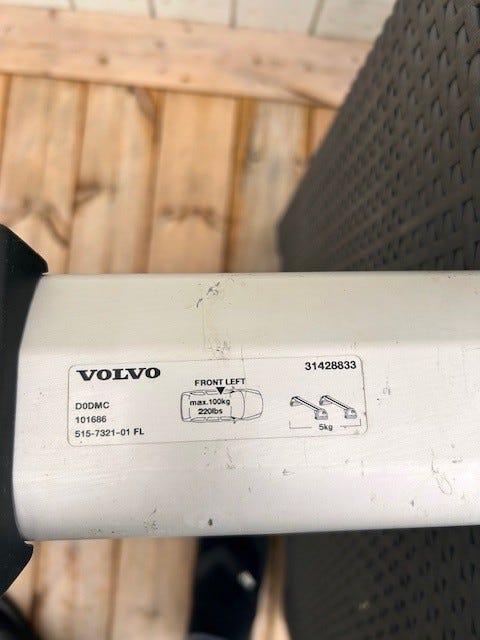 VOLVO
31428833
D0DMC
101686
515-7321-01 FL
FRONT LEFT
max.100kg
220lbs
5kg